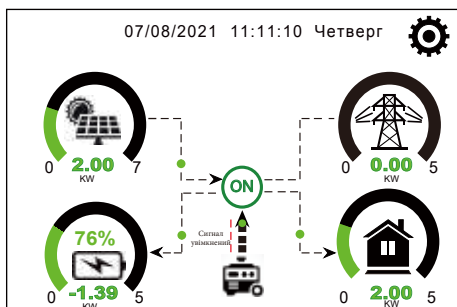 07/08/2021 11:11:10 Четверг
0 2.00 7
KW
0 0.00 5
KW
ON
Сигнал
увімкнений
76%
0 -1.39 5
KW
0 2.00 5
KW